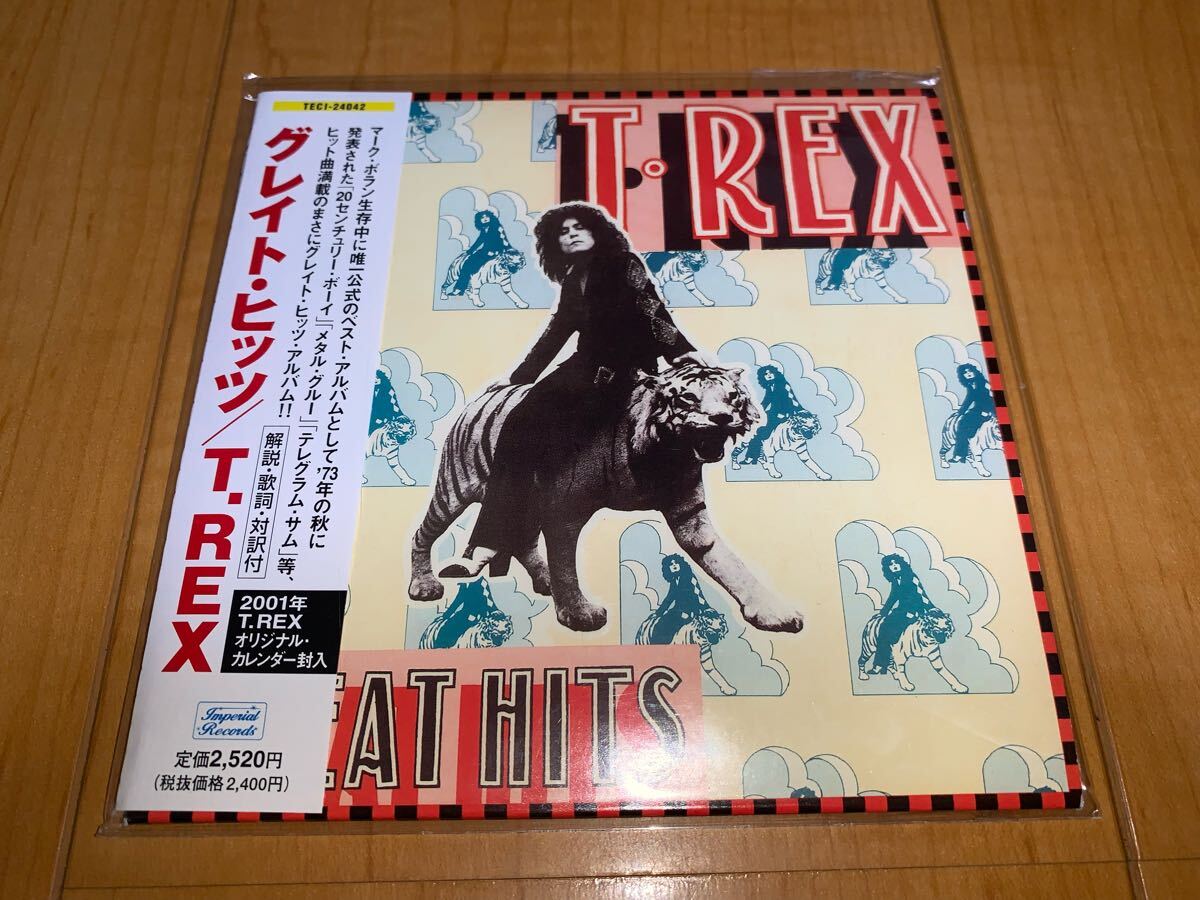 TECI-24042
グレイト・ヒッツ/T.REX
マーク・ボラン生存中に唯一公式のベスト・アルバムとして'73年の秋に
発表された「20センチュリー・ボーイ」「メタル・グルー」「テレグラム・サム」等、
ヒット曲満載のまさにグレイト・ヒッツ・アルバム!!
解説・歌詞・対訳付
2001年
T.REX
オリジナル・
カレンダー封入
Imperial
Records
定価2,520円
(税抜価格2,400円)
T・REX
EAT HITS